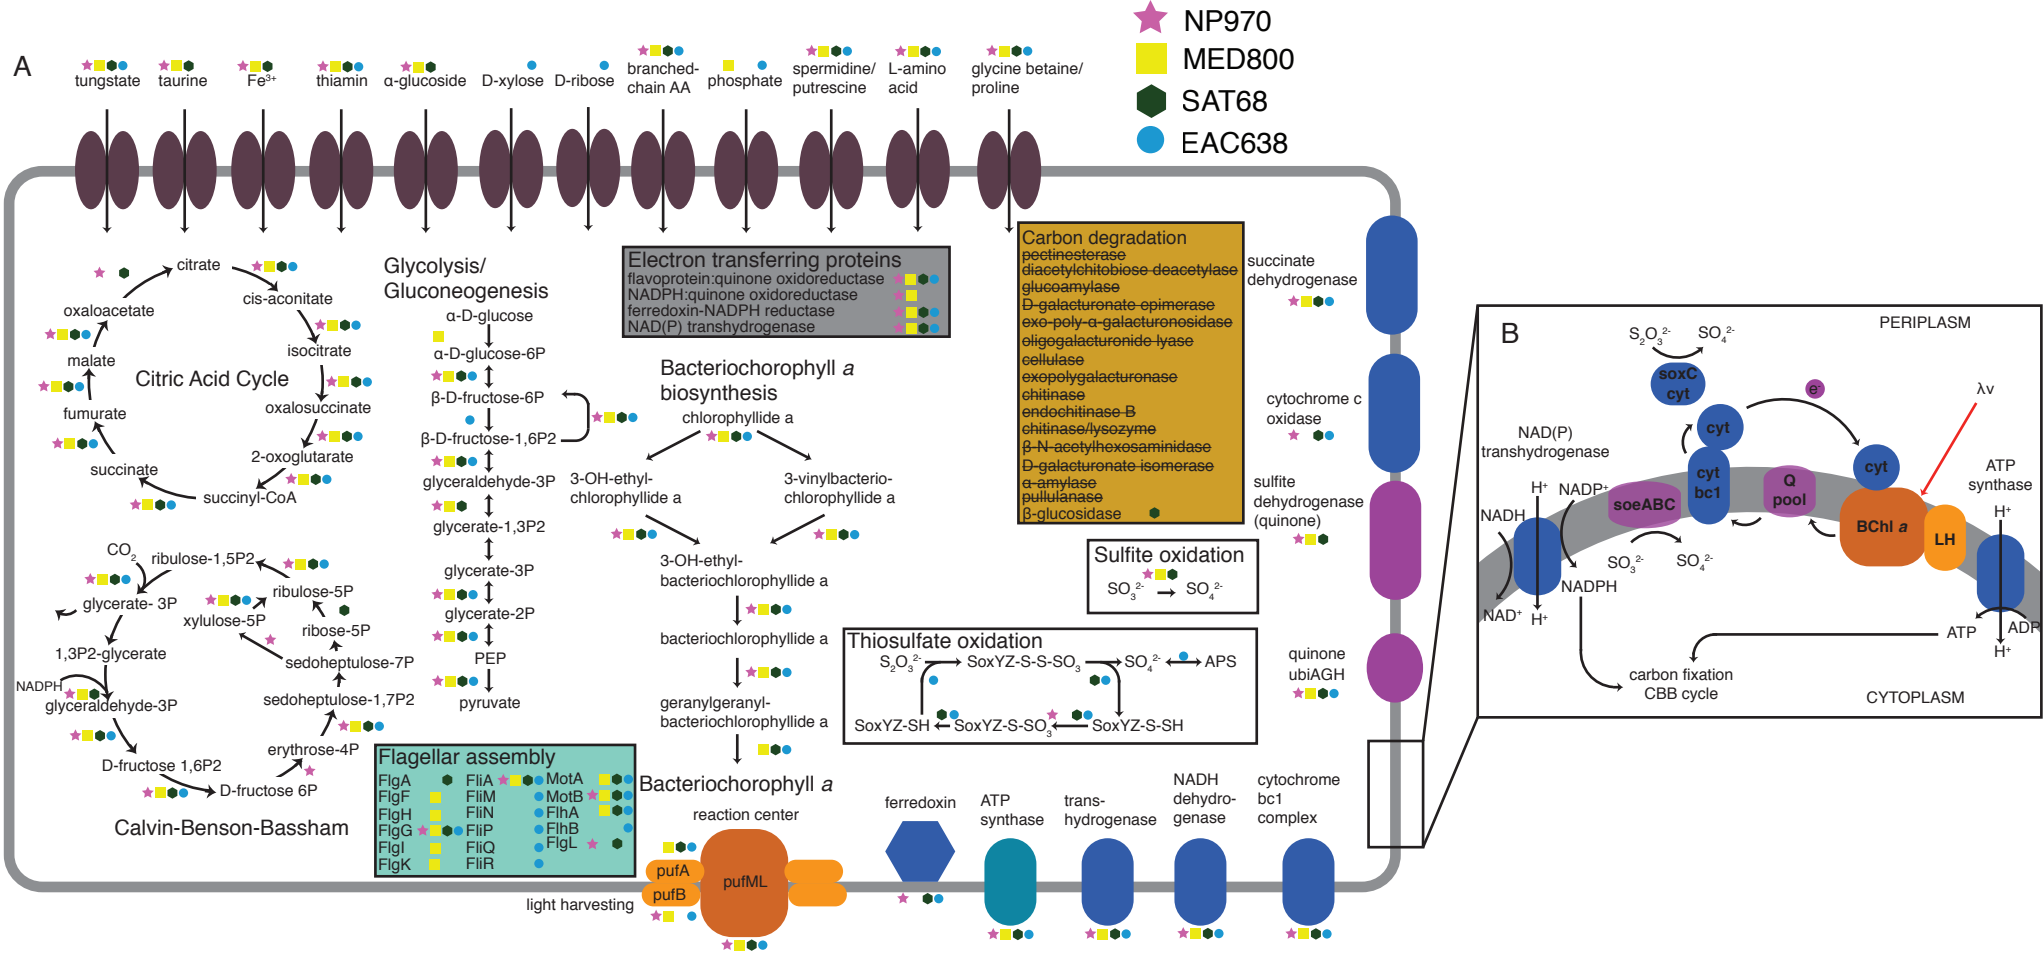 NP970
MED800
SAT68
EAC638
A
tungstate
taurine
Fe³⁺
thiamin
α-glucoside
D-xylose
D-ribose
branched-
chain AA
phosphate
spermidine/
putrescine
L-amino
acid
glycine betaine/
proline
citrate
cis-aconitate
isocitrate
oxalosuccinate
2-oxoglutarate
succinyl-CoA
succinate
fumurate
malate
oxaloacetate
Citric Acid Cycle
Glycolysis/
Gluconeogenesis
α-D-glucose
α-D-glucose-6P
β-D-fructose-6P
β-D-fructose-1,6P2
glyceraldehyde-3P
glycerate-1,3P2
glycerate-3P
glycerate-2P
PEP
pyruvate
Electron transferring proteins
flavoprotein:quinone oxidoreductase
NADPH:quinone oxidoreductase
ferredoxin-NADPH reductase
NAD(P) transhydrogenase
Bacteriochorophyll a
biosynthesis
chlorophyllide a
3-OH-ethyl-
chlorophyllide a
3-vinylbacterio-
chlorophyllide a
3-OH-ethyl-
bacteriochlorophyllide a
bacteriochlorophyllide a
geranylgeranyl-
bacteriochlorophyllide a
Bacteriochorophyll a
Carbon degradation
pectinesterase
diacetylchitobiose deacetylase
glucoamylase
D-galacturonate epimerase
exo-poly-α-galacturonosidase
oligogalacturonide lyase
cellulase
exopolygalacturonase
chitinase
endochitinase B
chitinase/lysozyme
β-N-acetylhexosaminidase
D-galacturonate isomerase
α-amylase
pullulanase
β-glucosidase
Sulfite oxidation
SO₃²⁻ SO₄²⁻
Thiosulfate oxidation
S₂O₃²⁻ SoxYZ-S-S-SO₃ SO₄²⁻ APS
SoxYZ-SH SoxYZ-S-SO₃ SoxYZ-S-SH
succinate
dehydrogenase
cytochrome c
oxidase
sulfite
dehydrogenase
(quinone)
quinone
ubiAGH
CO₂
ribulose-1,5P2
ribulose-5P
glycerate- 3P
xylulose-5P
ribose-5P
1,3P2-glycerate
sedoheptulose-7P
NADPH
glyceraldehyde-3P
sedoheptulose-1,7P2
erythrose-4P
D-fructose 1,6P2
D-fructose 6P
Calvin-Benson-Bassham
Flagellar assembly
FlgA FliA MotA
FlgF FliM MotB
FlgH FliN FlhA
FlgG FliP FlhB
FlgI FliQ FlgL
FlgK FliR
reaction center
pufA
pufB
pufML
light harvesting
ferredoxin
ATP
synthase
trans-
hydrogenase
NADH
dehydro-
genase
cytochrome
bc1
complex
B
PERIPLASM
S₂O₃²⁻ SO₄²⁻
soxC
cyt
e⁻
λv
cyt
NAD(P)
transhydrogenase
cyt
bc1
Q
pool
cyt
ATP
synthase
H⁺
NADP⁺
soeABC
NADH
BChl a
LH
H⁺
SO₃²⁻ SO₄²⁻
NADPH
NAD⁺
H⁺
ATP
ADP
H⁺
carbon fixation
CBB cycle
CYTOPLASM